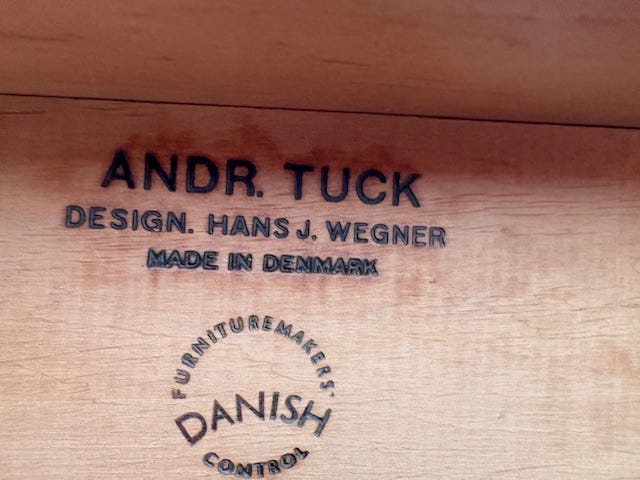 ANDR. TUCK
DESIGN. HANS J. WEGNER
MADE IN DENMARK
FURNITUREMAKERS'
DANISH
CONTROL